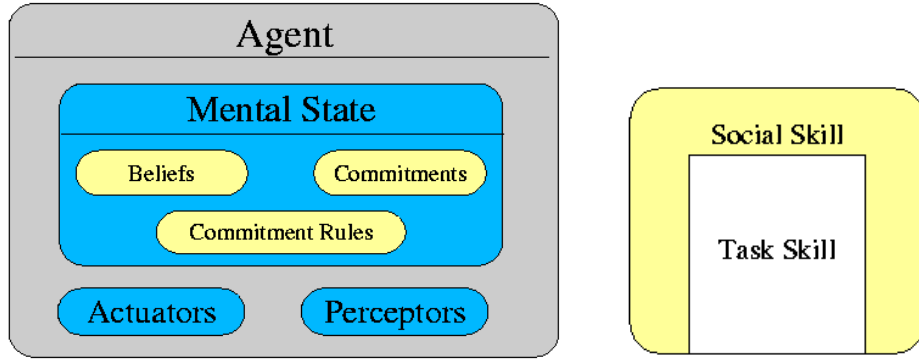 Agent
Mental State
Beliefs
Commitments
Commitment Rules
Actuators
Perceptors
Social Skill
Task Skill